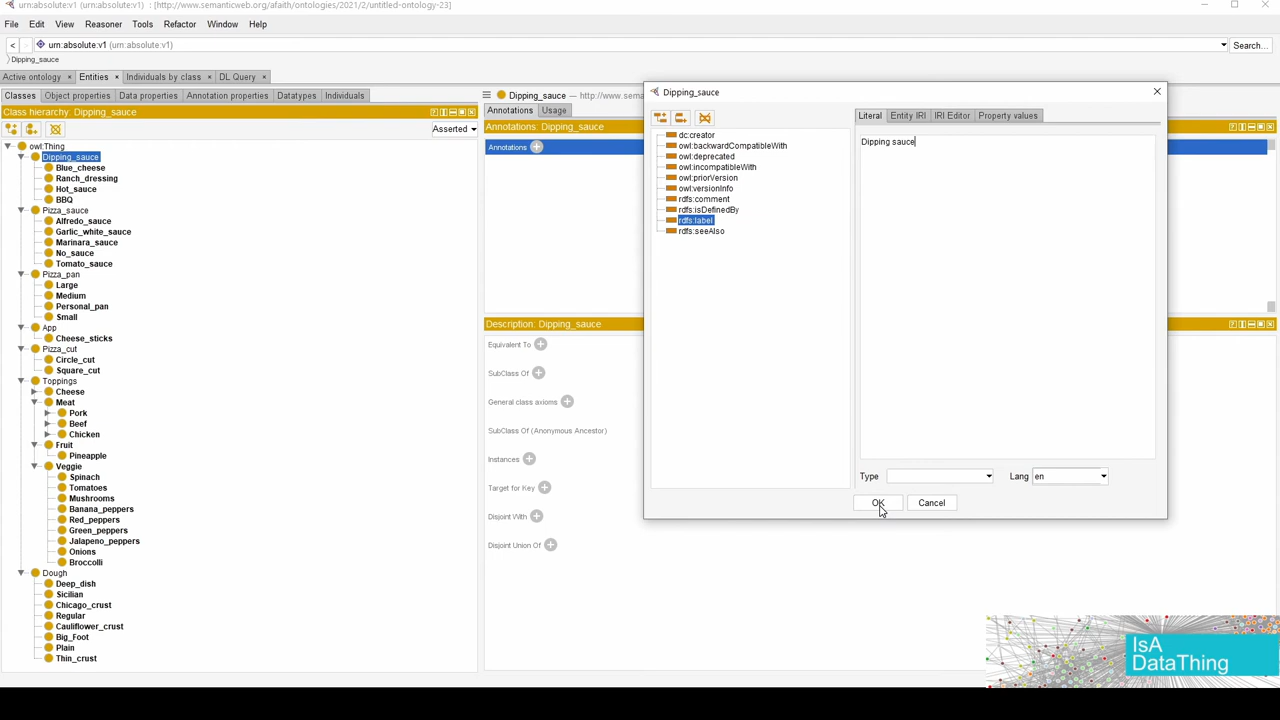 urn:absolute:v1 (urn:absolute:v1) : [http://www.semanticweb.org/afaith/ontologies/2021/2/untitled-ontology-23]
File Edit View Reasoner Tools Refactor Window Help
< > urn:absolute:v1 (urn:absolute:v1) Search...
Dipping_sauce
Active ontology × Entities × Individuals by class × DL Query ×
Classes Object properties Data properties Annotation properties Datatypes Individuals
Class hierarchy: Dipping_sauce
Asserted
owl:Thing
Dipping_sauce
Blue_cheese
Ranch_dressing
Hot_sauce
BBQ
Pizza_sauce
Alfredo_sauce
Garlic_white_sauce
Marinara_sauce
No_sauce
Tomato_sauce
Pizza_pan
Large
Medium
Personal_pan
Small
App
Cheese_sticks
Pizza_cut
Circle_cut
Square_cut
Toppings
Cheese
Meat
Pork
Beef
Chicken
Fruit
Pineapple
Veggie
Spinach
Tomatoes
Mushrooms
Banana_peppers
Red_peppers
Green_peppers
Jalapeno_peppers
Onions
Broccolli
Dough
Deep_dish
Sicilian
Chicago_crust
Regular
Cauliflower_crust
Big_Foot
Plain
Thin_crust
Dipping_sauce — http://www.sema
Annotations Usage
Annotations: Dipping_sauce
Annotations
Description: Dipping_sauce
Equivalent To
SubClass Of
General class axioms
SubClass Of (Anonymous Ancestor)
Instances
Target for Key
Disjoint With
Disjoint Union Of
Dipping_sauce
dc:creator
owl:backwardCompatibleWith
owl:deprecated
owl:incompatibleWith
owl:priorVersion
owl:versionInfo
rdfs:comment
rdfs:isDefinedBy
rdfs:label
rdfs:seeAlso
Literal Entity IRI IRI Editor Property values
Dipping sauce
Type Lang en
OK Cancel
IsA
DataThing